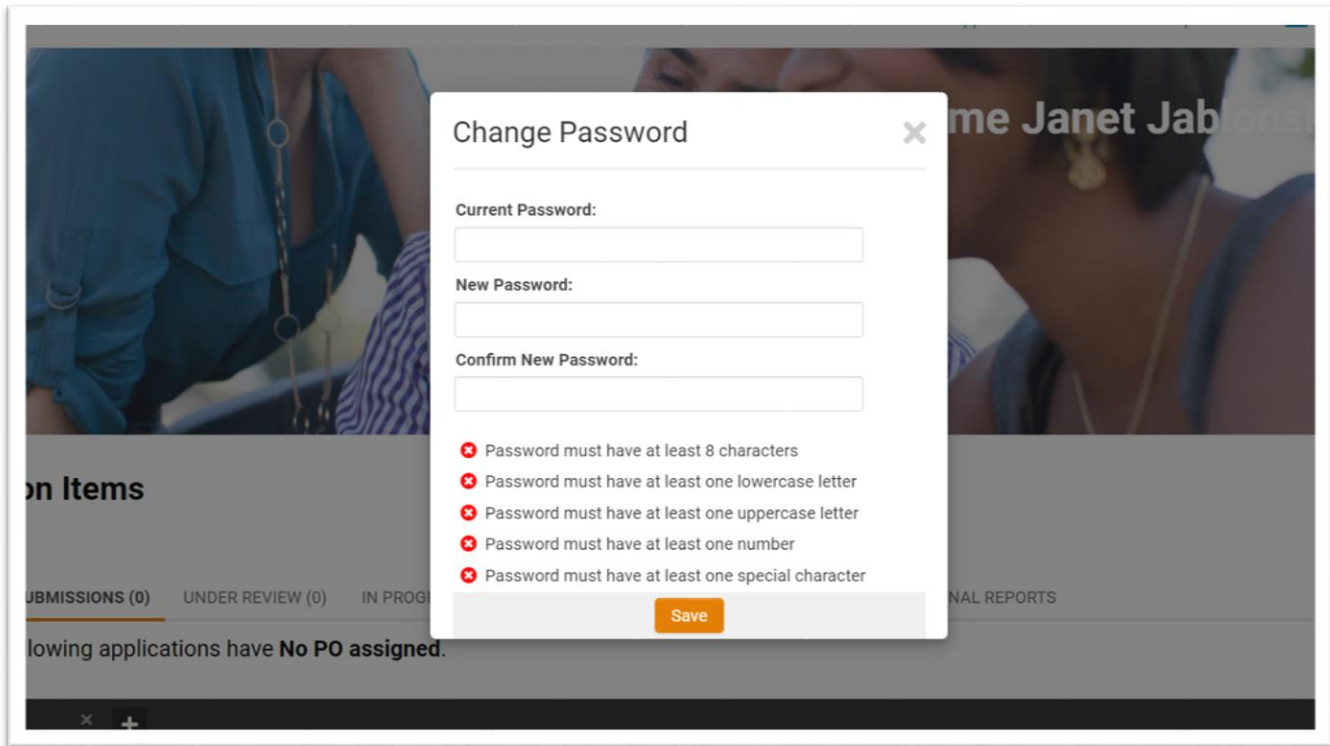 me Janet Jablonsk
Change Password
Current Password:
New Password:
Confirm New Password:
Password must have at least 8 characters
Password must have at least one lowercase letter
Password must have at least one uppercase letter
Password must have at least one number
Password must have at least one special character
Save
on Items
UBMISSIONS (0) UNDER REVIEW (0) IN PROG NAL REPORTS
lowing applications have No PO assigned.